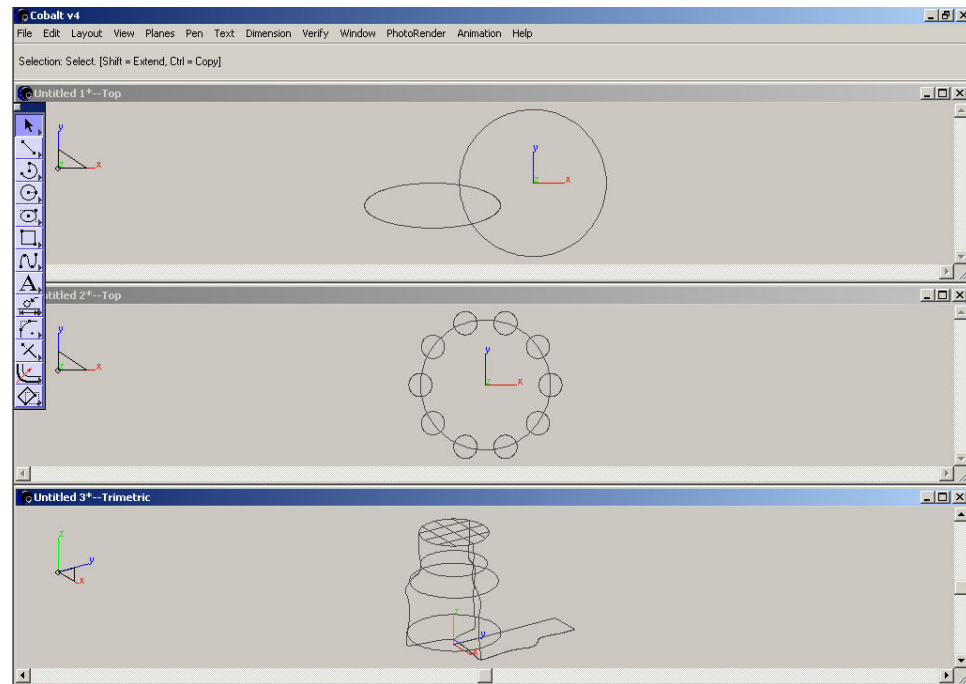 Cobalt v4
File Edit Layout View Planes Pen Text Dimension Verify Window PhotoRender Animation Help
Selection: Select. [Shift = Extend, Ctrl = Copy]
Untitled 1*--Top
y
z x
y
z x
A
ntitled 2*--Top
y
z x
y
z x
Untitled 3*--Trimetric
z
y
x
z
y
x